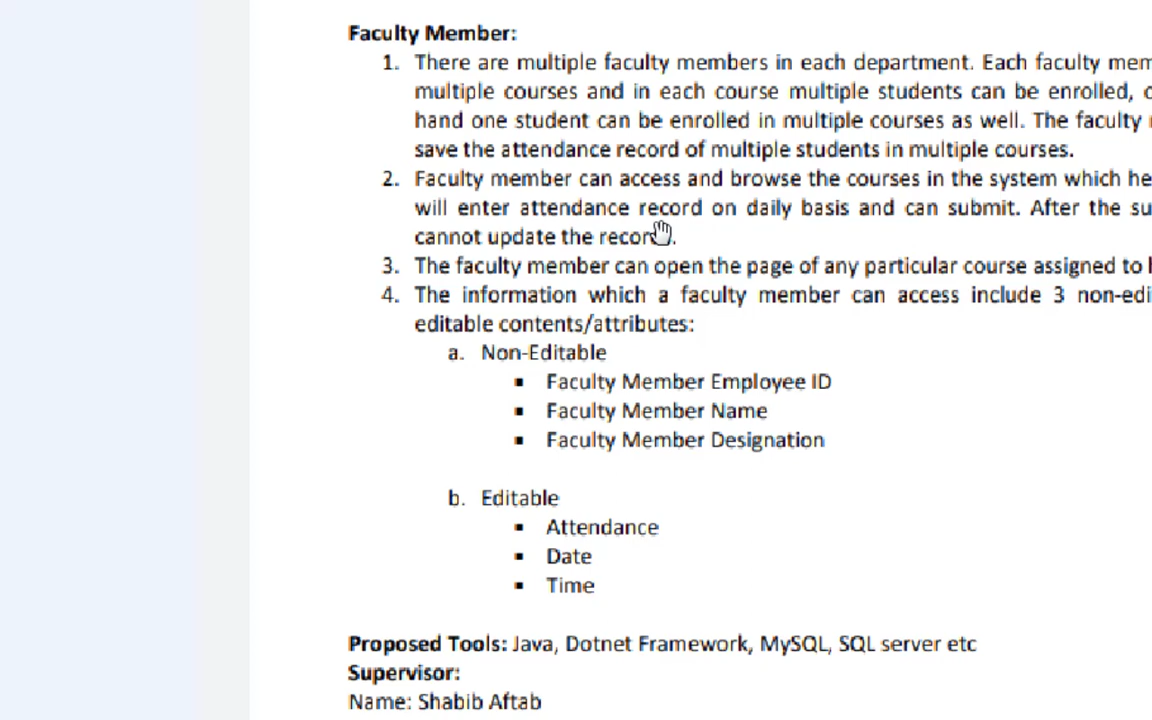 Faculty Member:
1. There are multiple faculty members in each department. Each faculty
multiple courses and in each course multiple students can be enrolled,
hand one student can be enrolled in multiple courses as well. The faculty
save the attendance record of multiple students in multiple courses.
2. Faculty member can access and browse the courses in the system which he
will enter attendance record on daily basis and can submit. After the
cannot update the record.
3. The faculty member can open the page of any particular course assigned to
4. The information which a faculty member can access include 3
editable contents/attributes:
a. Non-Editable
▪ Faculty Member Employee ID
▪ Faculty Member Name
▪ Faculty Member Designation
b. Editable
▪ Attendance
▪ Date
▪ Time
Proposed Tools: Java, Dotnet Framework, MySQL, SQL server etc
Supervisor:
Name: Shabib Aftab